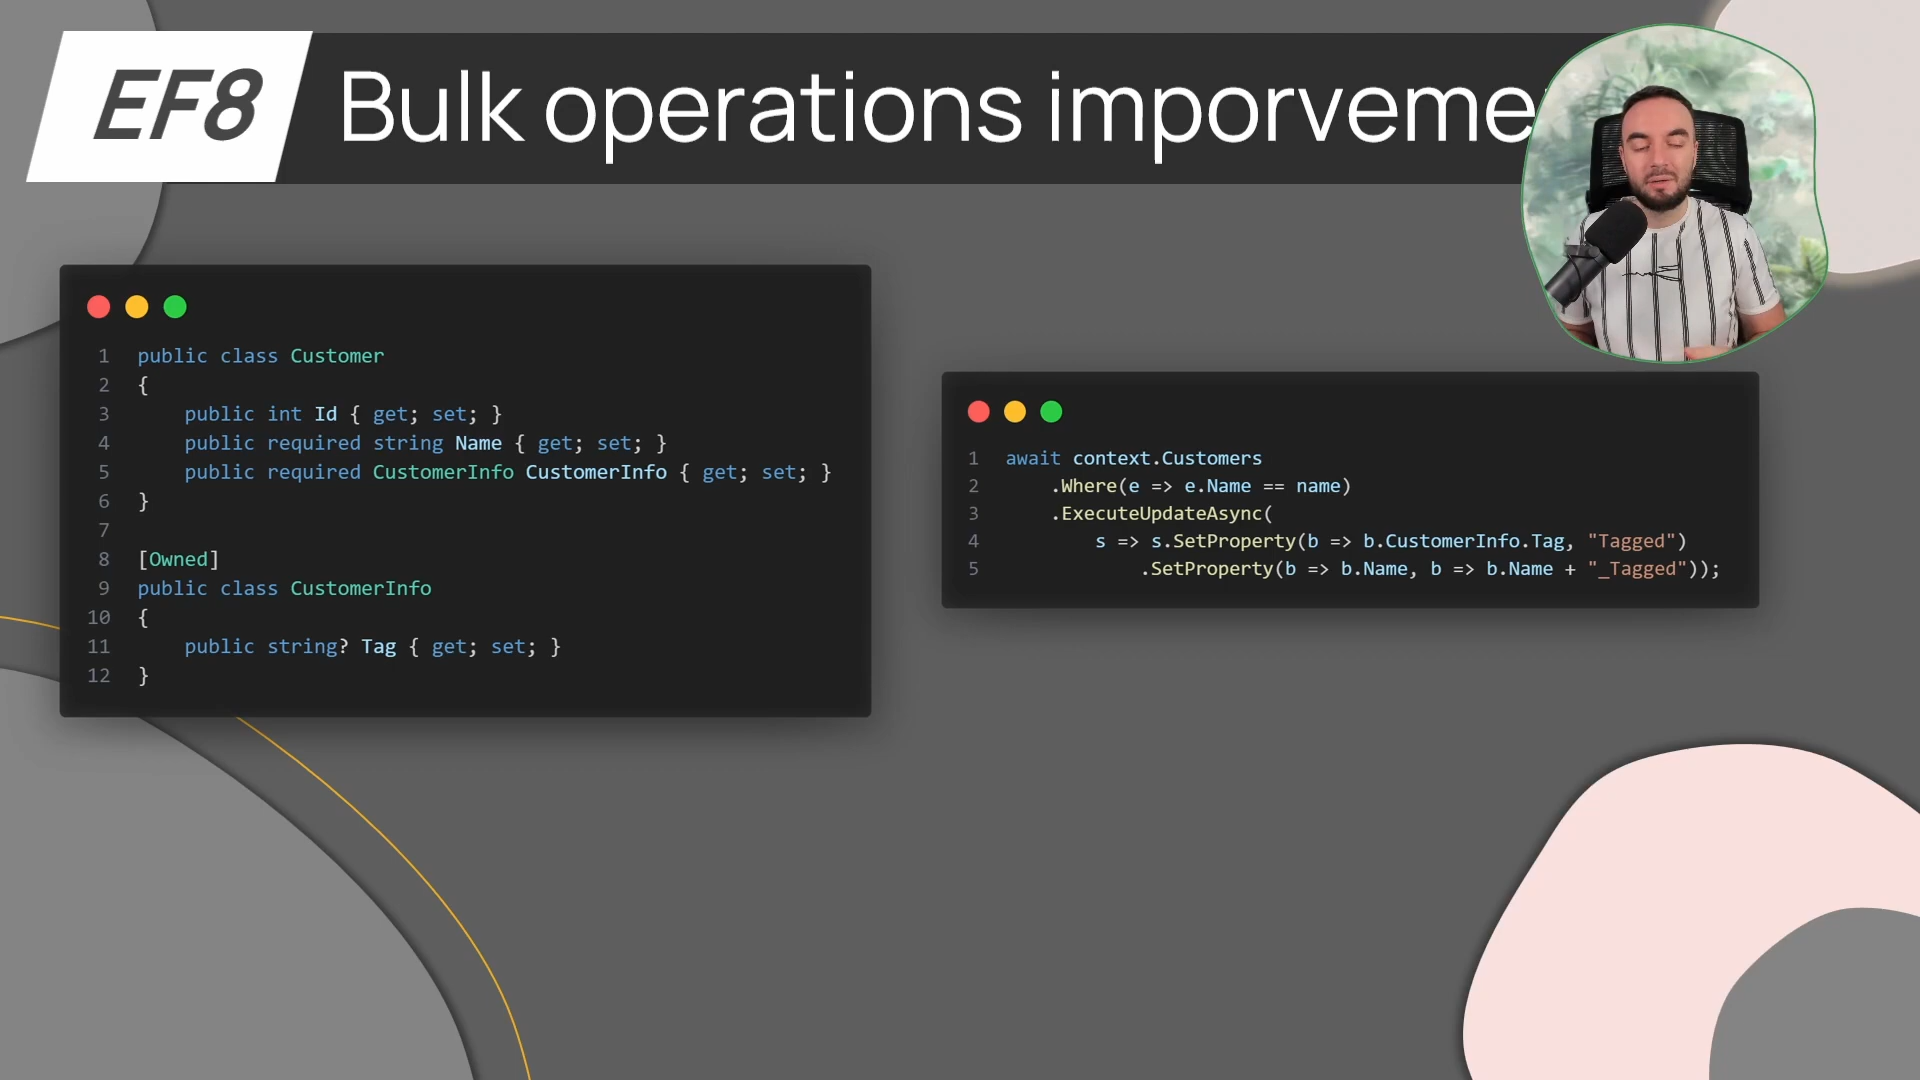 EF8
Bulk operations imporveme
1 public class Customer
2 {
3     public int Id { get; set; }
4     public required string Name { get; set; }
5     public required CustomerInfo CustomerInfo { get; set; }
6 }
7
8 [Owned]
9 public class CustomerInfo
10 {
11     public string? Tag { get; set; }
12 }
1 await context.Customers
2     .Where(e => e.Name == name)
3     .ExecuteUpdateAsync(
4         s => s.SetProperty(b => b.CustomerInfo.Tag, "Tagged")
5             .SetProperty(b => b.Name, b => b.Name + "_Tagged"));